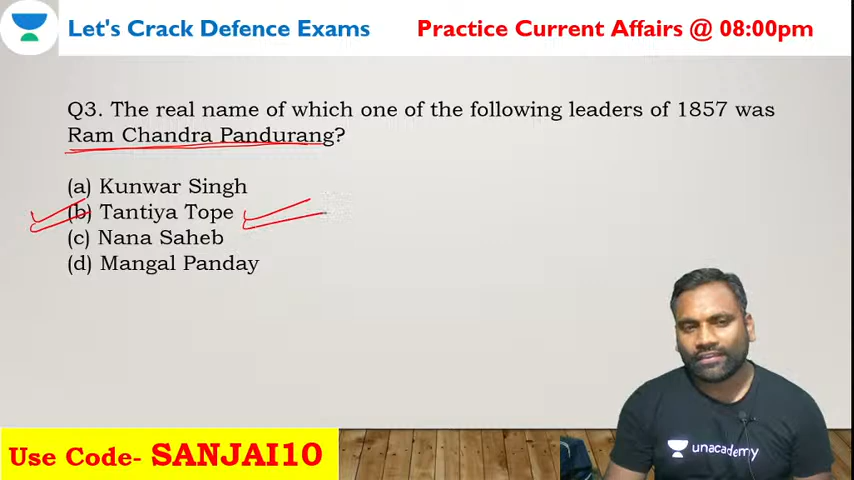 Let's Crack Defence Exams
Practice Current Affairs @ 08:00pm
Q3. The real name of which one of the following leaders of 1857 was
Ram Chandra Pandurang?
(a) Kunwar Singh
(b) Tantiya Tope
(c) Nana Saheb
(d) Mangal Panday
unacademy
Use Code- SANJAI10